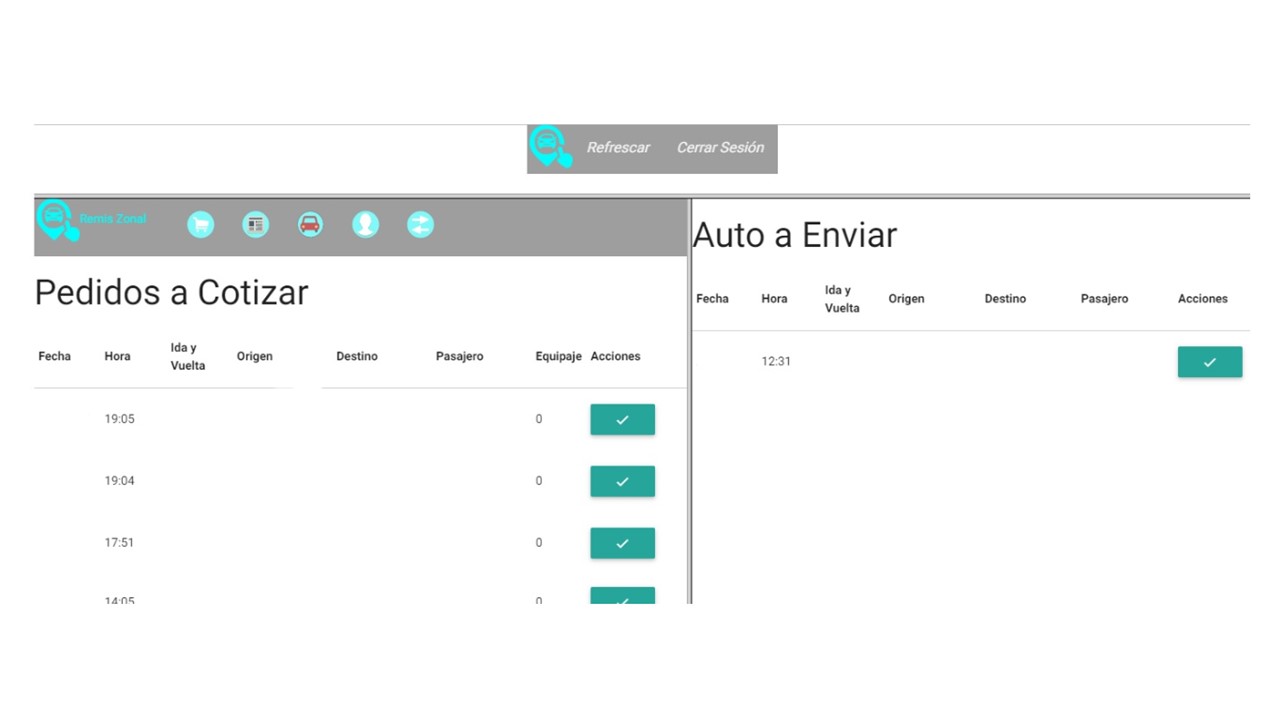 Refrescar Cerrar Sesión
Remis Zonal
Pedidos a Cotizar
Fecha Hora Ida y Vuelta Origen Destino Pasajero Equipaje Acciones
19:05 0
19:04 0
17:51 0
14:05 0
Auto a Enviar
Fecha Hora Ida y Vuelta Origen Destino Pasajero Acciones
12:31